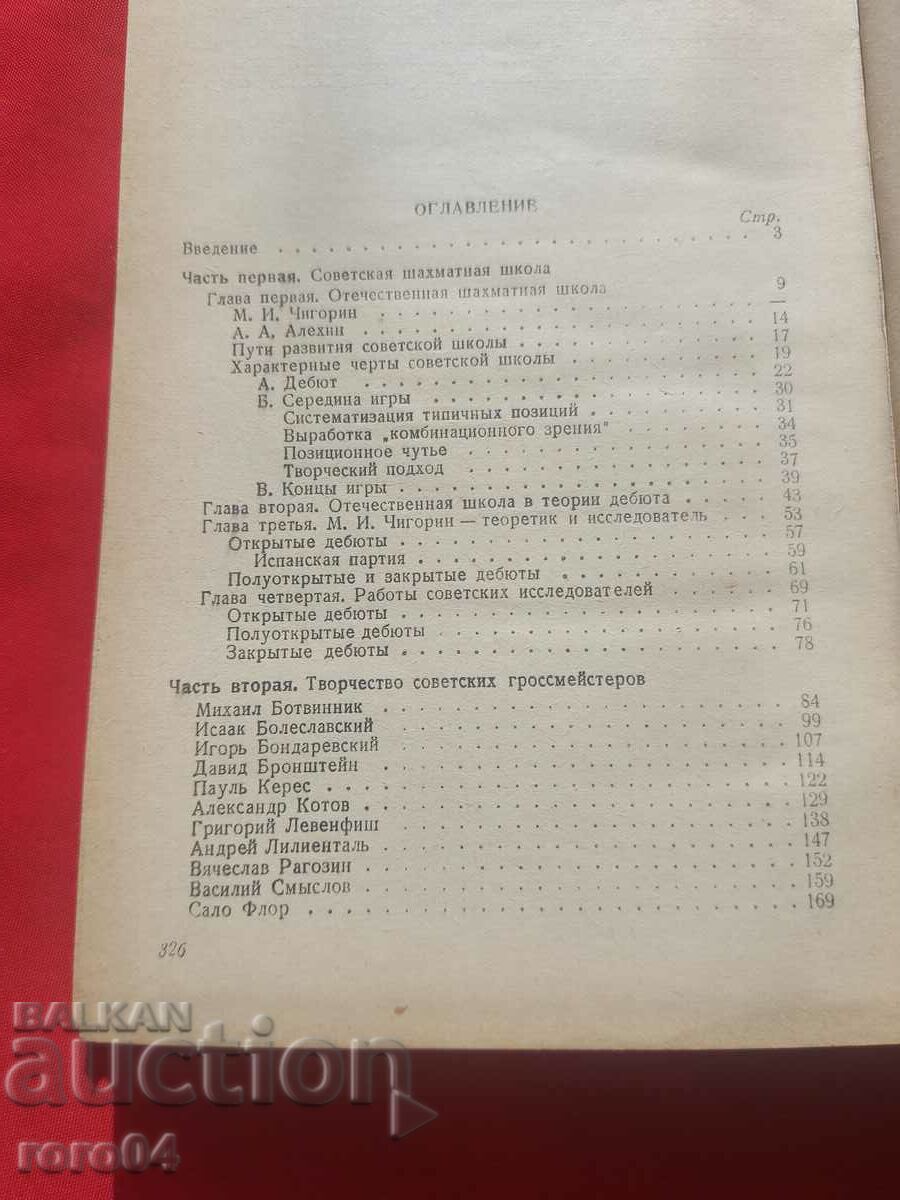 ОГЛАВЛЕНИЕ
Стр.
Введение . . . 3
Часть первая. Советская шахматная школа
Глава первая. Отечественная шахматная школа 9
М. И. Чигорин . . . —
А. А. Алехин . . . 14
Пути развития советской школы . . . 17
Характерные черты советской школы . . . 19
А. Дебют . . . 22
Б. Середина игры . . . 30
Систематизация типичных позиций . . . 31
Выработка „комбинационного зрения" . . . 34
Позиционное чутье . . . 35
Творческий подход . . . 37
В. Концы игры . . . 39
Глава вторая. Отечественная школа в теории дебюта . . . 43
Глава третья. М. И. Чигорин — теоретик и исследователь . . . 53
Открытые дебюты . . . 57
Испанская партия . . . 59
Полуоткрытые и закрытые дебюты . . . 61
Глава четвертая. Работы советских исследователей . . . 69
Открытые дебюты . . . 71
Полуоткрытые дебюты . . . 76
Закрытые дебюты . . . 78
Часть вторая. Творчество советских гроссмейстеров
Михаил Ботвинник . . . 84
Исаак Болеславский . . . 99
Игорь Бондаревский . . . 107
Давид Бронштейн . . . 114
Пауль Керес . . . 122
Александр Котов . . . 129
Григорий Левенфиш . . . 138
Андрей Лилиенталь . . . 147
Вячеслав Рагозин . . . 152
Василий Смыслов . . . 159
Сало Флор . . . 169
326
BALKAN
auction
roro04